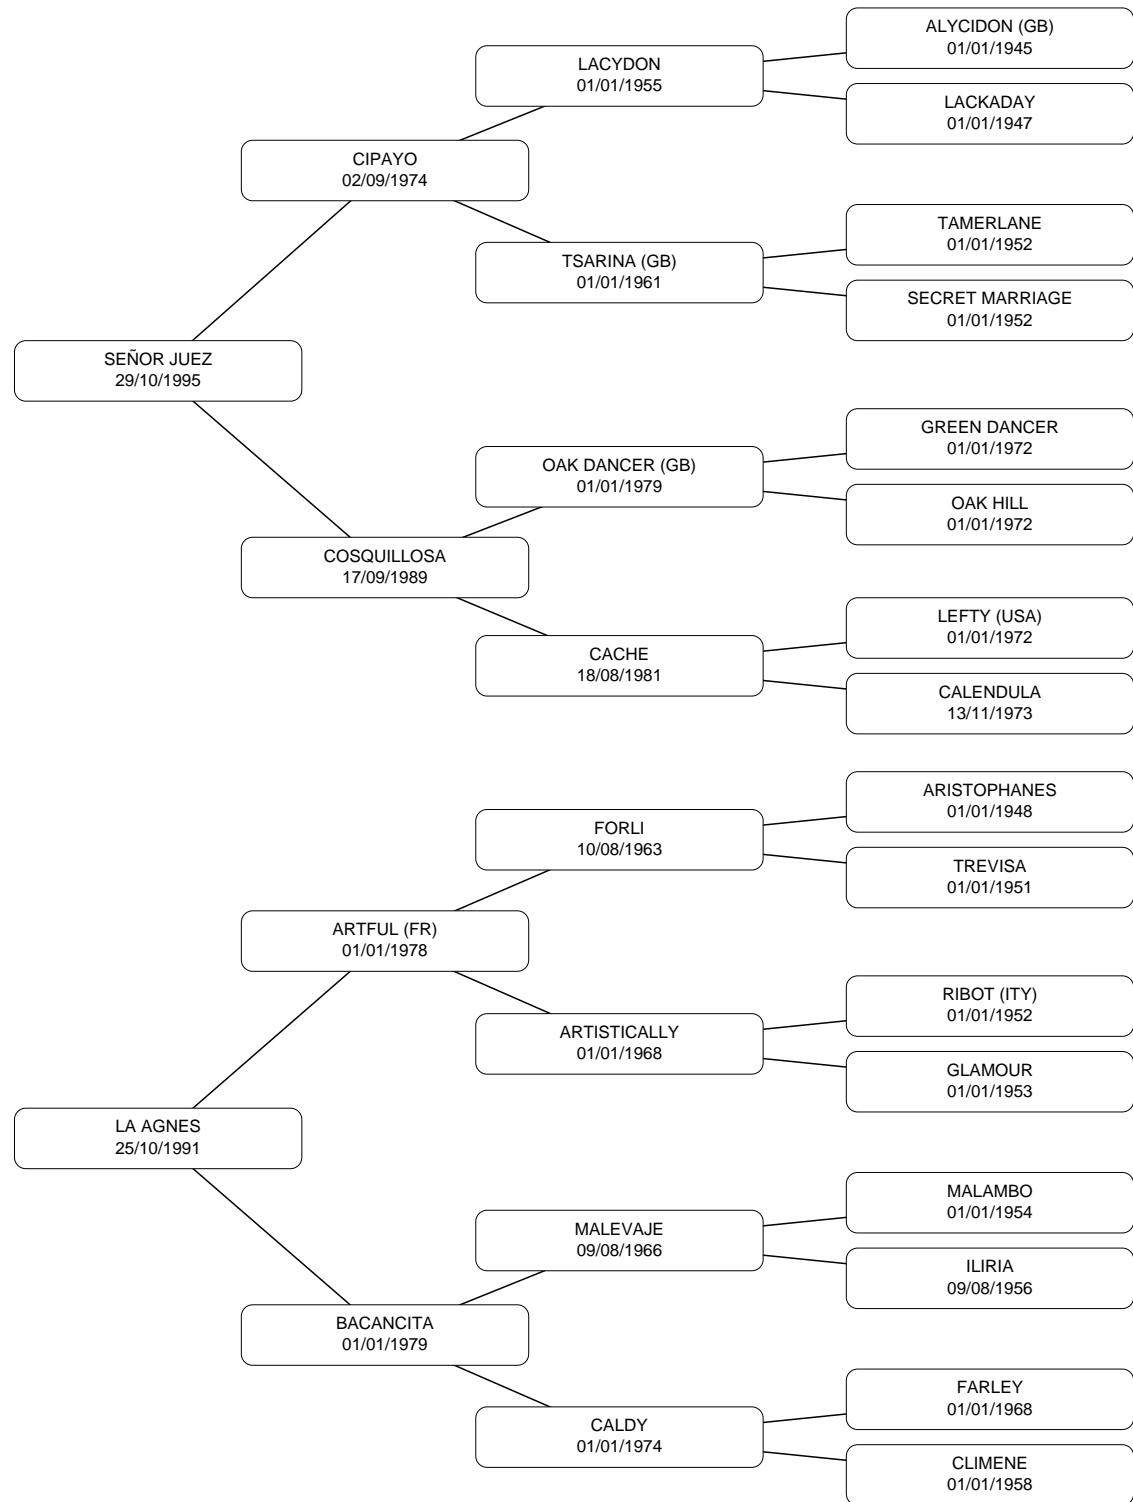 ALYCIDON (GB)
01/01/1945
LACYDON
01/01/1955
LACKADAY
01/01/1947
CIPAYO
02/09/1974
TAMERLANE
01/01/1952
TSARINA (GB)
01/01/1961
SECRET MARRIAGE
01/01/1952
SEÑOR JUEZ
29/10/1995
GREEN DANCER
01/01/1972
OAK DANCER (GB)
01/01/1979
OAK HILL
01/01/1972
COSQUILLOSA
17/09/1989
LEFTY (USA)
01/01/1972
CACHE
18/08/1981
CALENDULA
13/11/1973
ARISTOPHANES
01/01/1948
FORLI
10/08/1963
TREVISA
01/01/1951
ARTFUL (FR)
01/01/1978
RIBOT (ITY)
01/01/1952
ARTISTICALLY
01/01/1968
GLAMOUR
01/01/1953
LA AGNES
25/10/1991
MALAMBO
01/01/1954
MALEVAJE
09/08/1966
ILIRIA
09/08/1956
BACANCITA
01/01/1979
FARLEY
01/01/1968
CALDY
01/01/1974
CLIMENE
01/01/1958